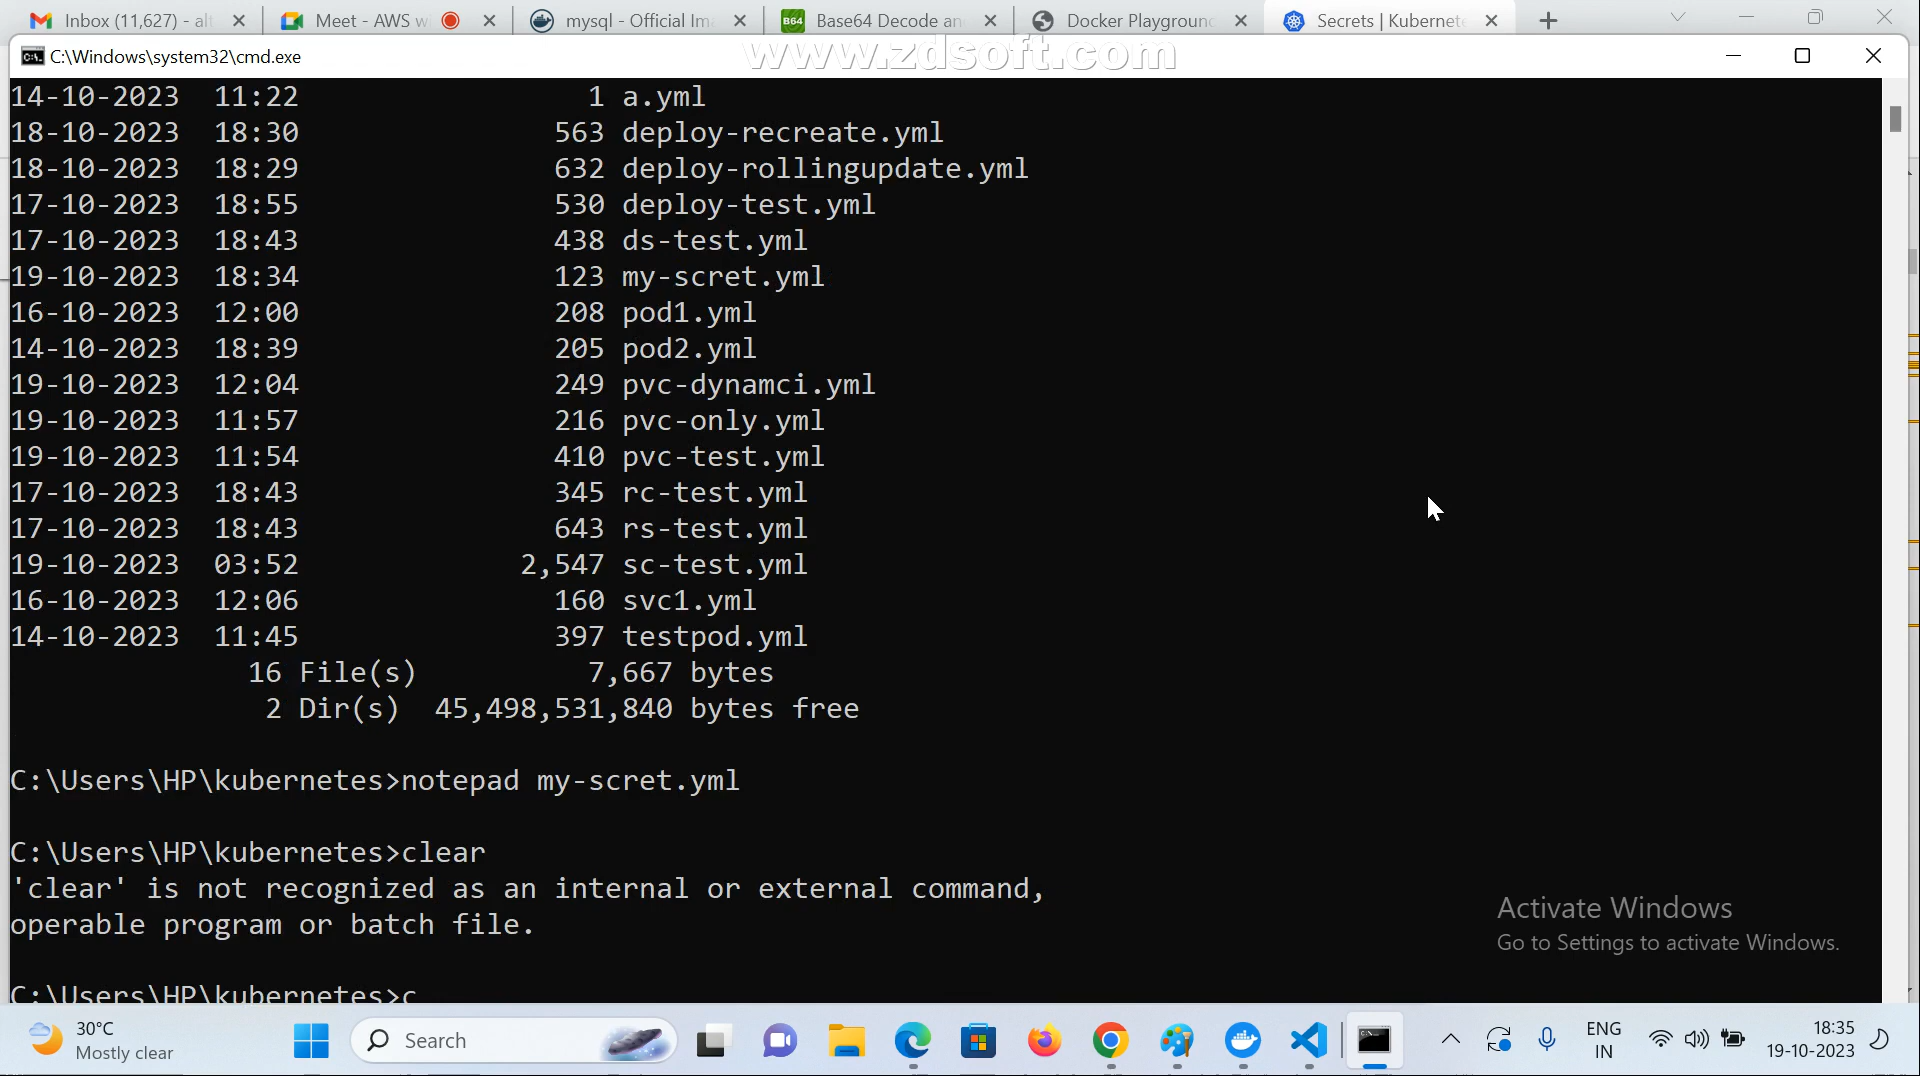 Inbox (11,627) - alt
Meet - AWS w
mysql - Official Im
Base64 Decode an
Docker Playgroun
Secrets | Kubernete
C:\Windows\system32\cmd.exe
www.zdsoft.com
14-10-2023 11:22 1 a.yml
18-10-2023 18:30 563 deploy-recreate.yml
18-10-2023 18:29 632 deploy-rollingupdate.yml
17-10-2023 18:55 530 deploy-test.yml
17-10-2023 18:43 438 ds-test.yml
19-10-2023 18:34 123 my-scret.yml
16-10-2023 12:00 208 pod1.yml
14-10-2023 18:39 205 pod2.yml
19-10-2023 12:04 249 pvc-dynamci.yml
19-10-2023 11:57 216 pvc-only.yml
19-10-2023 11:54 410 pvc-test.yml
17-10-2023 18:43 345 rc-test.yml
17-10-2023 18:43 643 rs-test.yml
19-10-2023 03:52 2,547 sc-test.yml
16-10-2023 12:06 160 svc1.yml
14-10-2023 11:45 397 testpod.yml
16 File(s) 7,667 bytes
2 Dir(s) 45,498,531,840 bytes free
C:\Users\HP\kubernetes>notepad my-scret.yml
C:\Users\HP\kubernetes>clear
'clear' is not recognized as an internal or external command,
operable program or batch file.
C:\Users\HP\kubernetes>c
Activate Windows
Go to Settings to activate Windows.
30°C
Mostly clear
Search
ENG
IN
18:35
19-10-2023